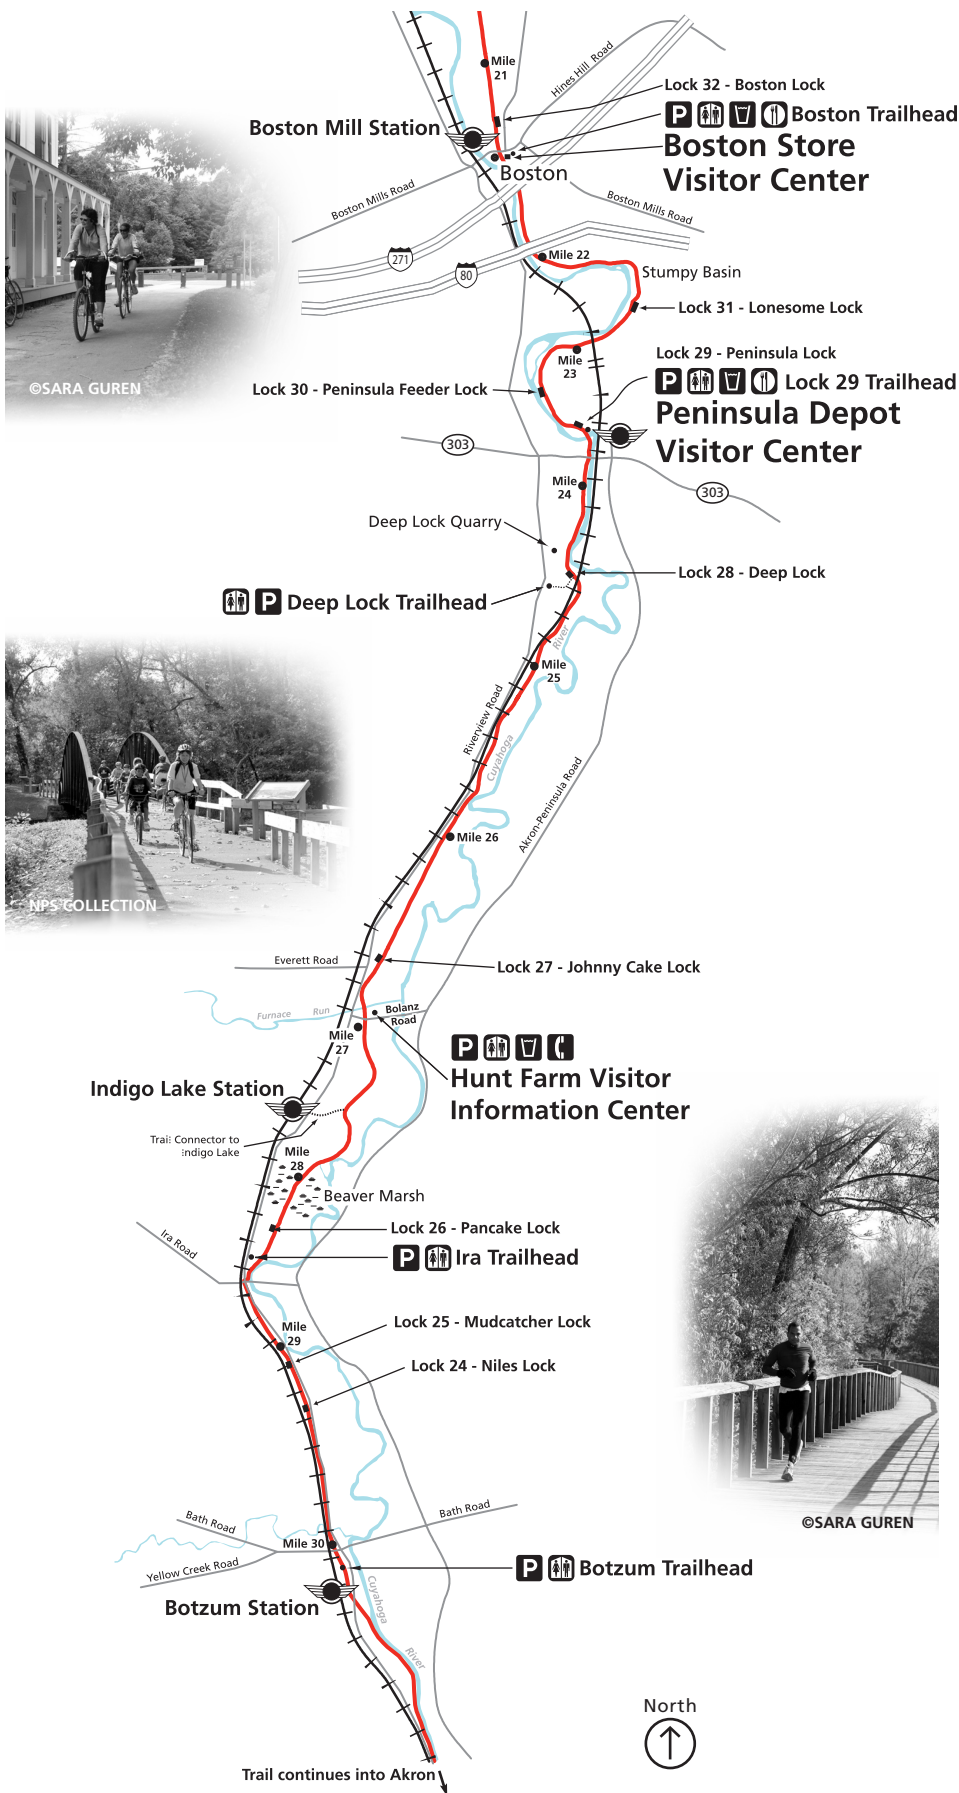 Mile
21
Hines Hill Road
Lock 32 - Boston Lock
P
Boston Trailhead
Boston Mill Station
Boston Store
Visitor Center
Boston
Boston Mills Road
Boston Mills Road
271
80
Mile 22
Stumpy Basin
Lock 31 - Lonesome Lock
Mile
23
Lock 29 - Peninsula Lock
P
Lock 29 Trailhead
©SARA GUREN
Lock 30 - Peninsula Feeder Lock
Peninsula Depot
Visitor Center
303
303
Mile
24
Deep Lock Quarry
Lock 28 - Deep Lock
P
Deep Lock Trailhead
River
Mile
25
Riverview Road
Cuyahoga
Akron-Peninsula Road
Mile 26
NPS COLLECTION
Everett Road
Lock 27 - Johnny Cake Lock
Furnace Run
Bolanz
Road
Mile
27
P
Hunt Farm Visitor
Information Center
Indigo Lake Station
Trail Connector to
Indigo Lake
Mile
28
Beaver Marsh
Lock 26 - Pancake Lock
Ira Road
P
Ira Trailhead
Mile
29
Lock 25 - Mudcatcher Lock
Lock 24 - Niles Lock
©SARA GUREN
Bath Road
Bath Road
Mile 30
Yellow Creek Road
P
Botzum Trailhead
Botzum Station
Cuyahoga
River
North
Trail continues into Akron